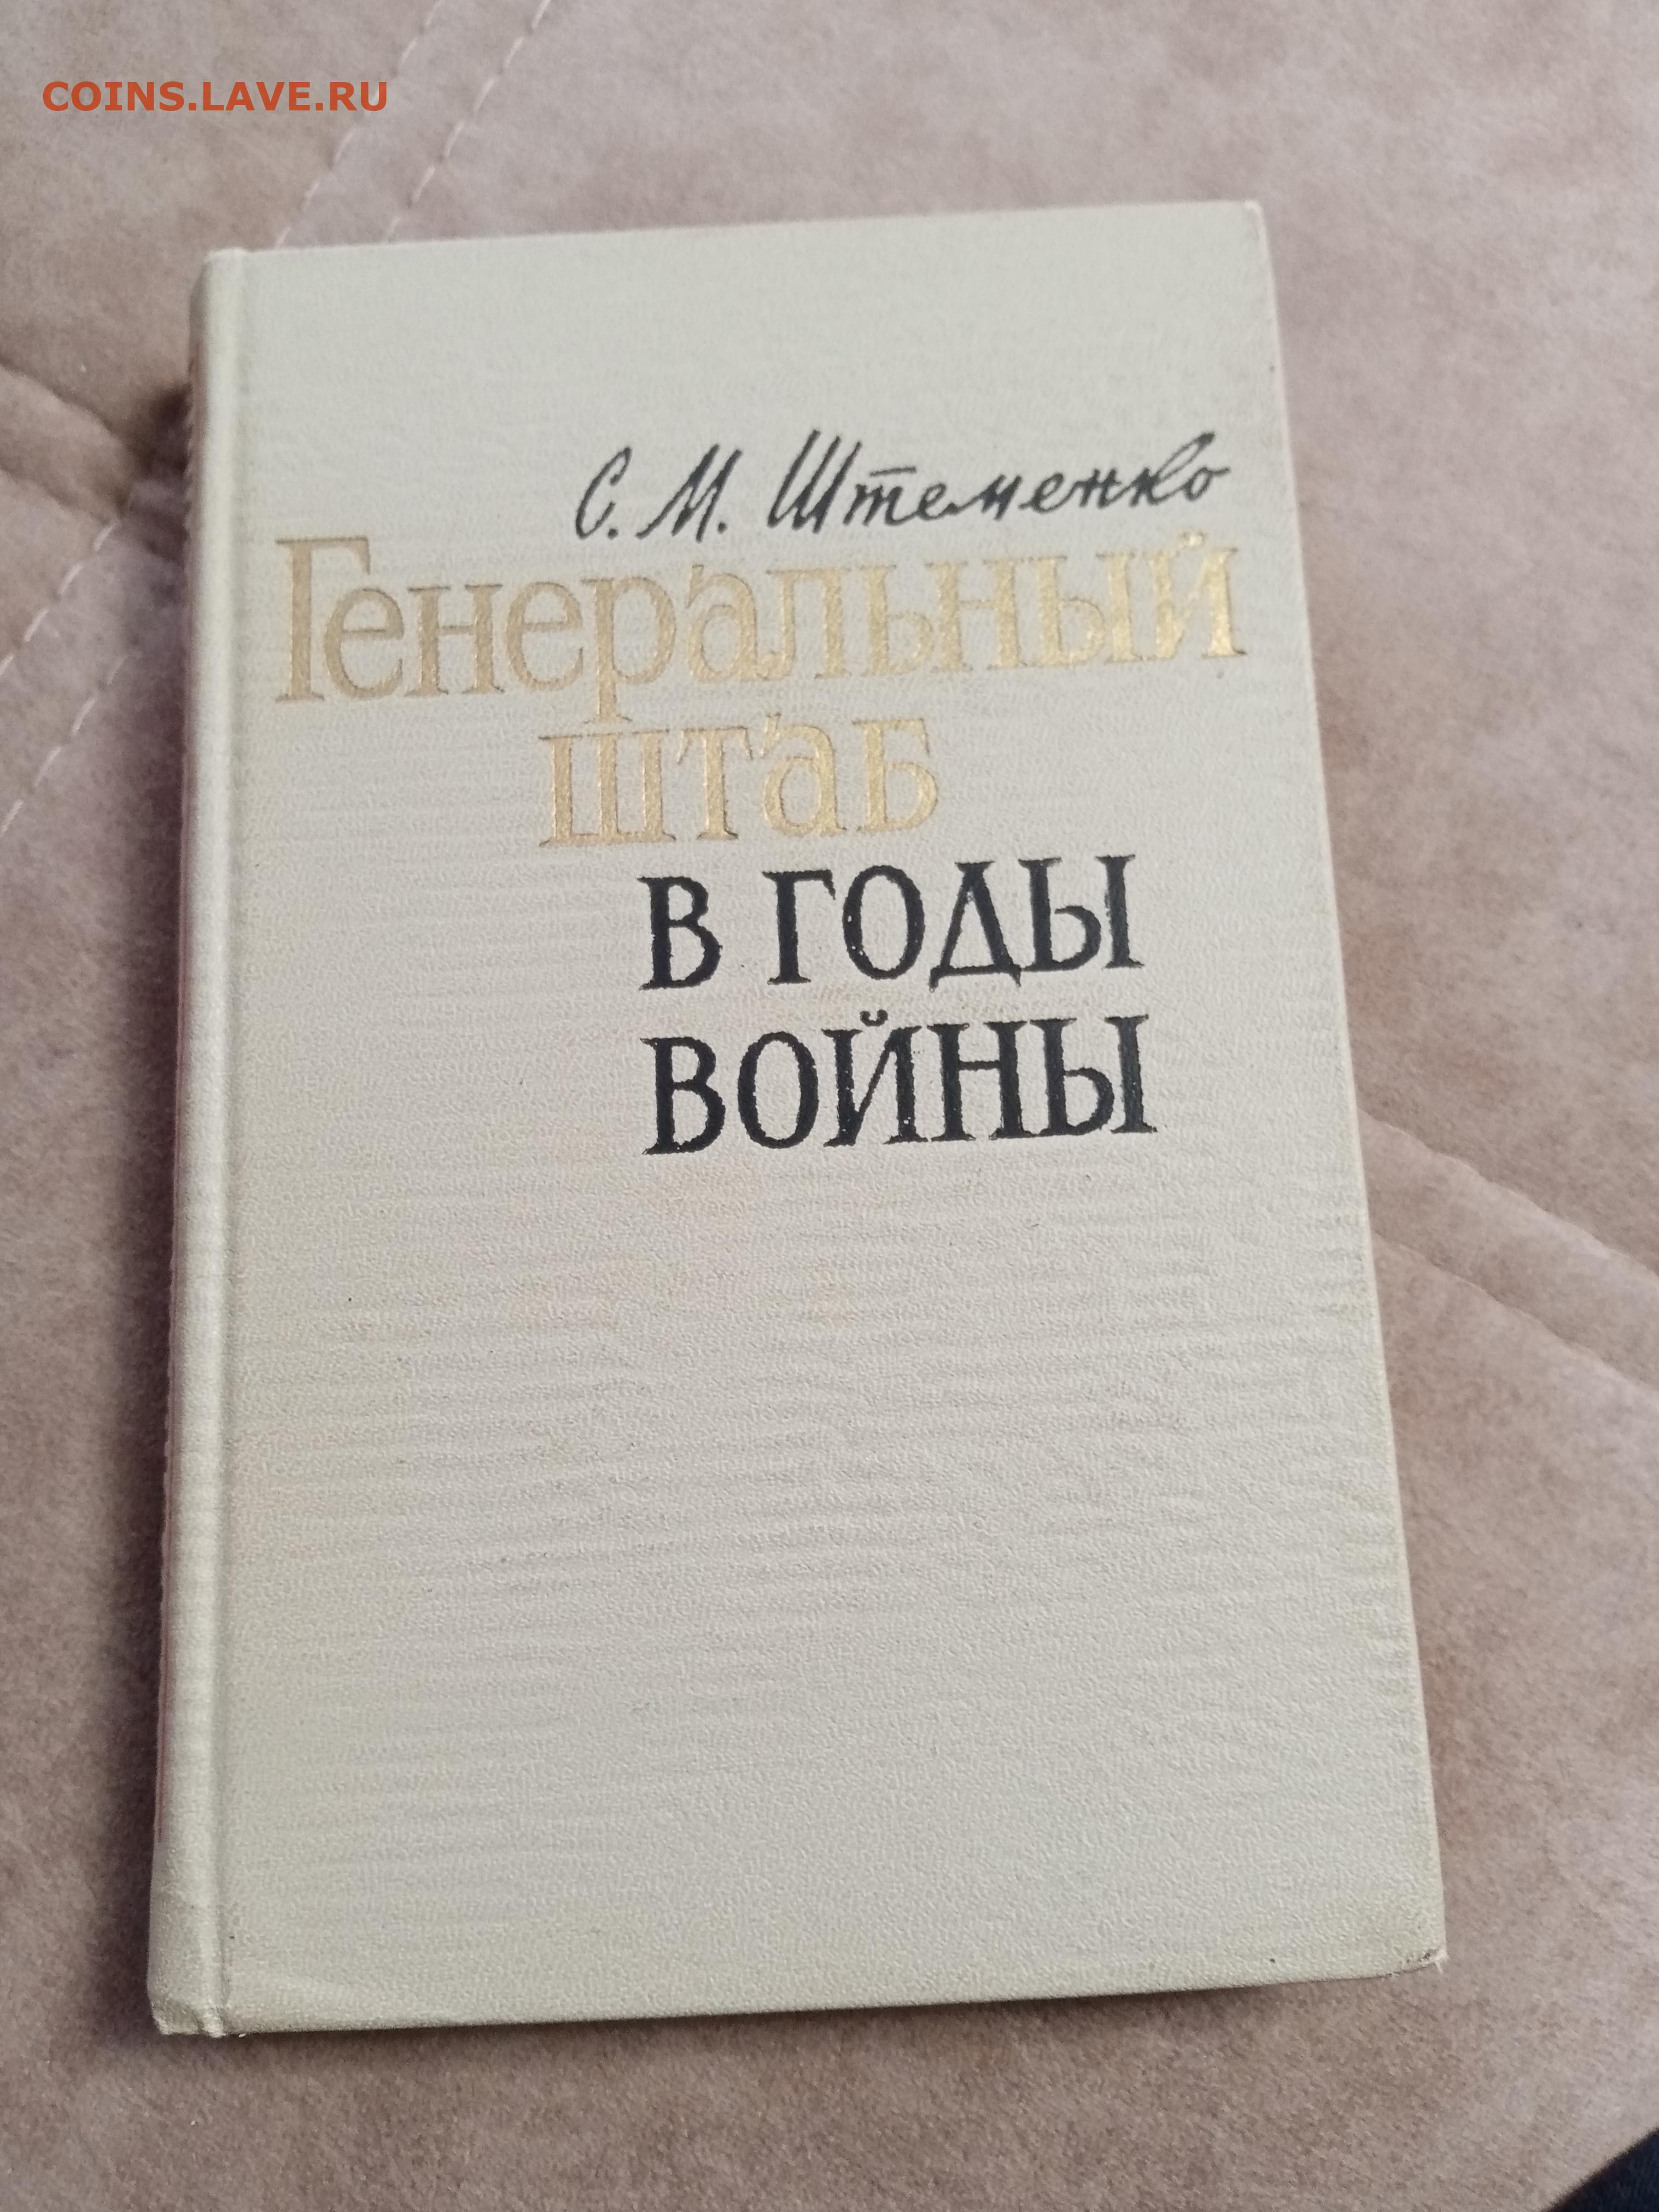 COINS.LAVE.RU
С. М. Штеменко
Генеральный
штаб
в годы
войны